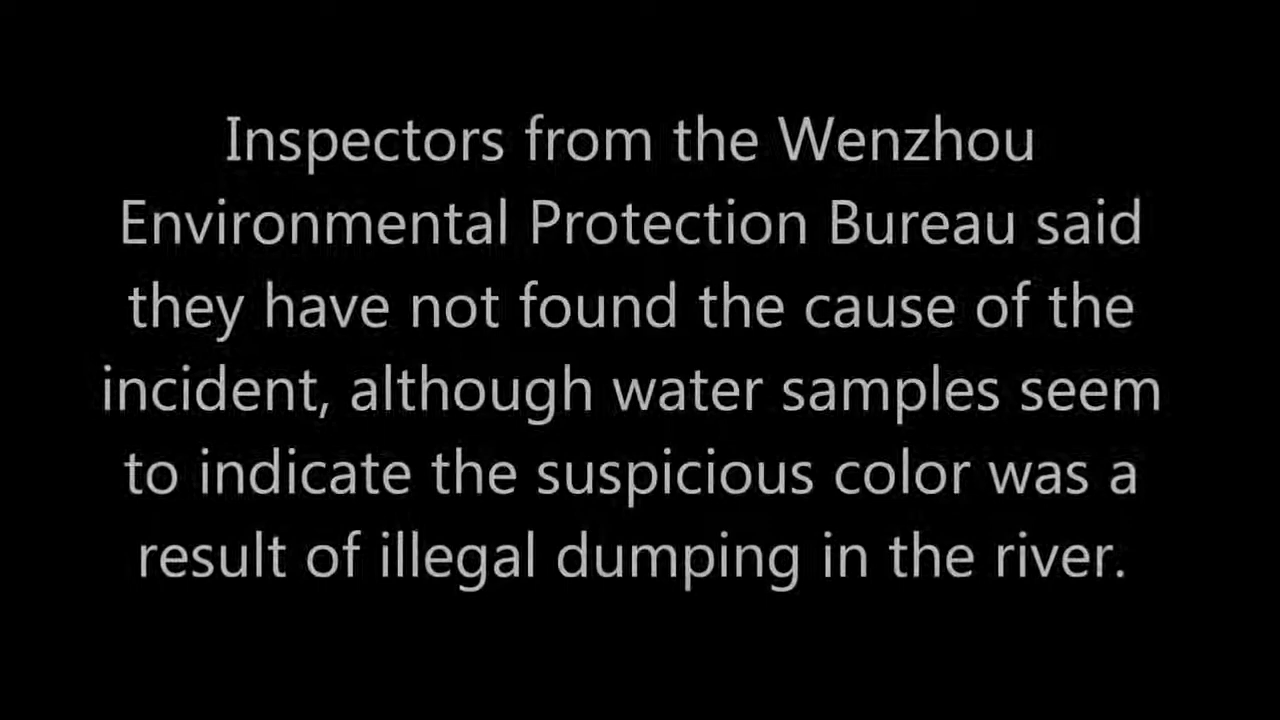 Inspectors from the Wenzhou
Environmental Protection Bureau said
they have not found the cause of the
incident, although water samples seem
to indicate the suspicious color was a
result of illegal dumping in the river.